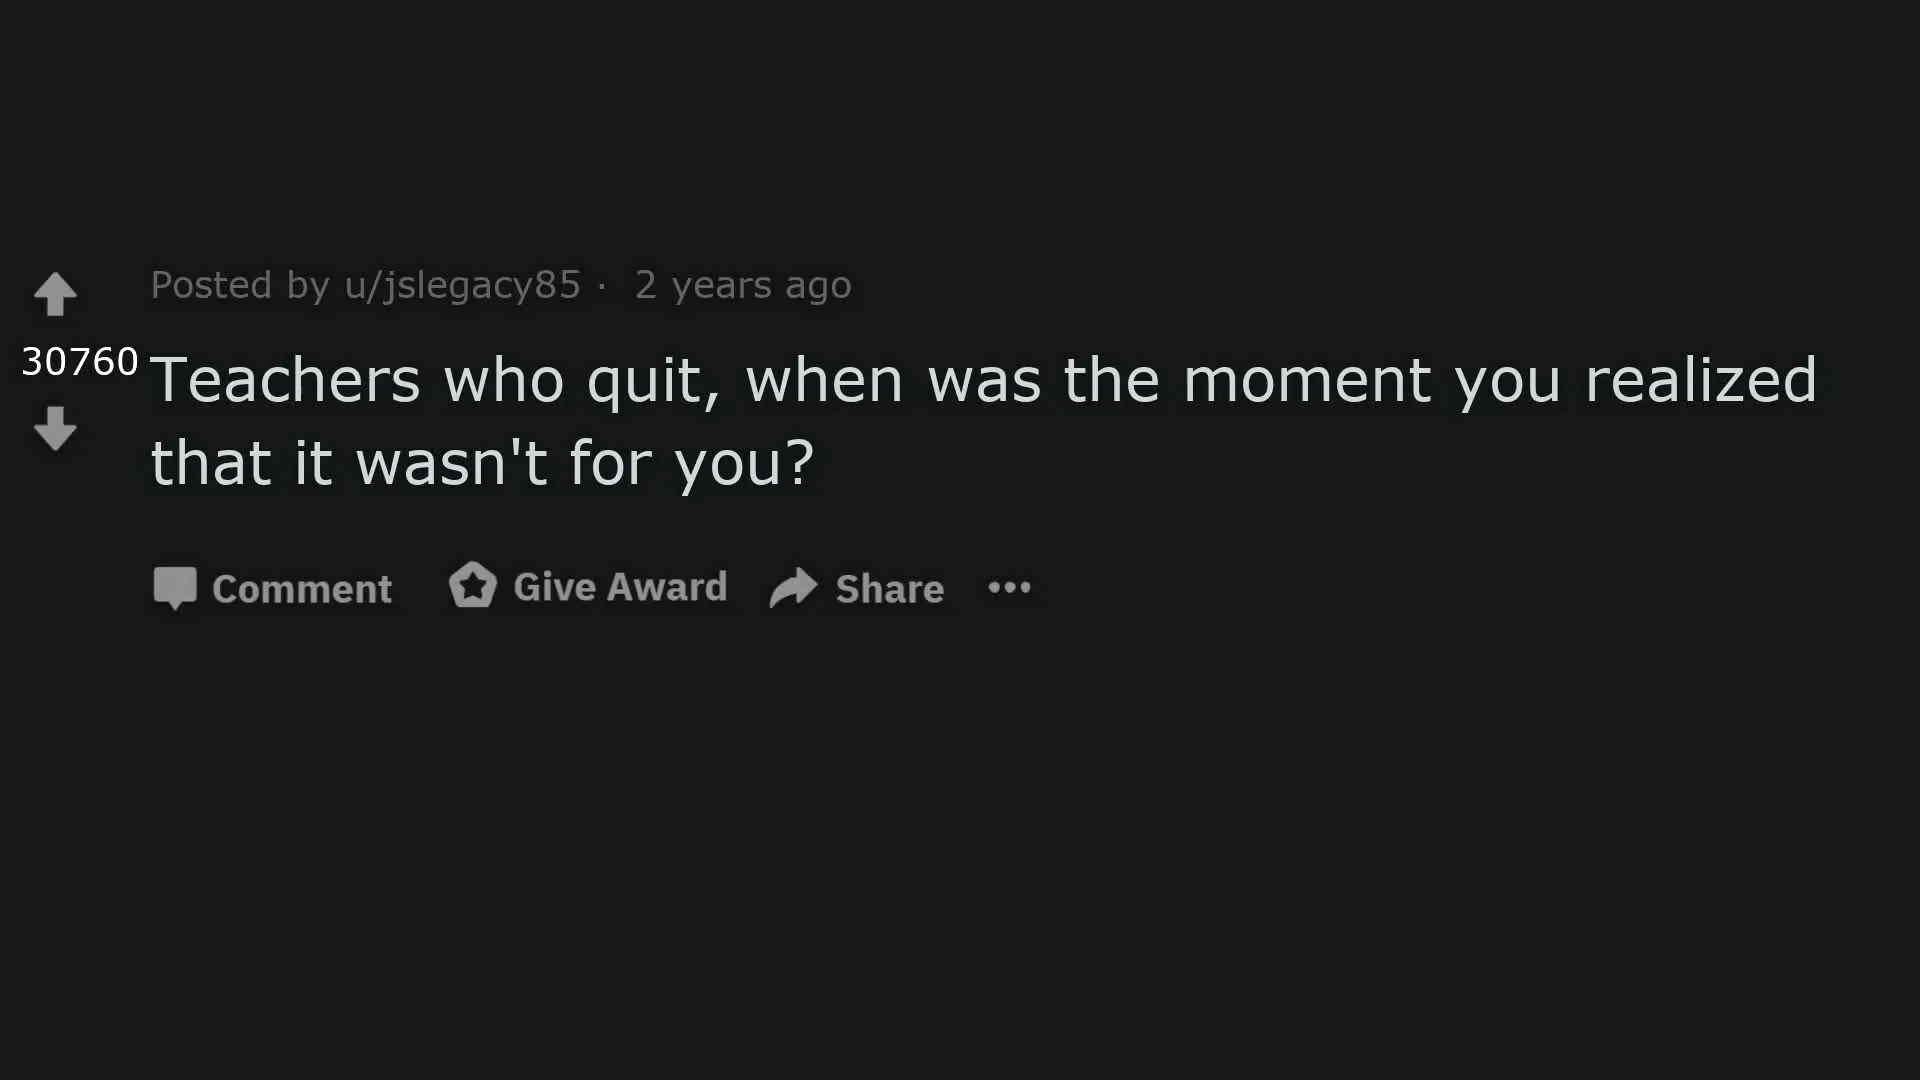 Posted by u/jslegacy85 · 2 years ago
30760
Teachers who quit, when was the moment you realized
that it wasn't for you?
Comment Give Award Share •••